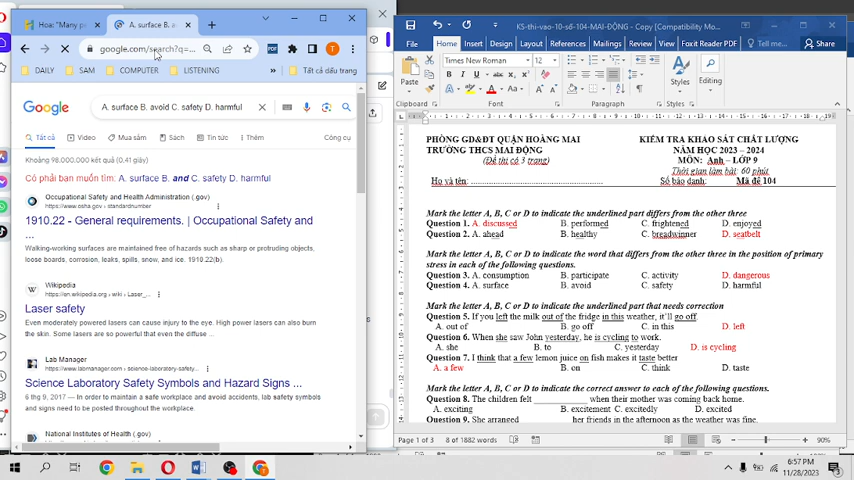 Hoa: "Many pl
A. surface B. a
google.com/search?q=...
DAILY
SAM
COMPUTER
LISTENING
Tất cả dấu trang
Google
A. surface B. avoid C. safety D. harmful
Tất cả
Video
Mua sắm
Sách
Tin tức
Thêm
Công cụ
Khoảng 98.000.000 kết quả (0.41 giây)
Có phải bạn muốn tìm: A. surface B. and C. safety D. harmful
Occupational Safety and Health Administration (.gov)
https://www.osha.gov › standardnumber
1910.22 - General requirements. | Occupational Safety and
...
Walking-working surfaces are maintained free of hazards such as sharp or protruding objects,
loose boards, corrosion, leaks, spills, snow, and ice. 1910.22(b).
Wikipedia
https://en.wikipedia.org › wiki › Laser_...
Laser safety
Even moderately powered lasers can cause injury to the eye. High power lasers can also burn
the skin. Some lasers are so powerful that even the diffuse ...
Lab Manager
https://www.labmanager.com › science-laboratory-safety...
Science Laboratory Safety Symbols and Hazard Signs ...
6 thg 9, 2017 — In order to maintain a safe workplace and avoid accidents, lab safety symbols
and signs need to be posted throughout the workplace.
National Institutes of Health (.gov)
KS-thi-vao-10-số-104-MAI-ĐỘNG - Copy [Compatibility Mo...
File
Home
Insert
Layout
Review
View
Foxit Reader PDF
Share
Times New Roman
12
Paste
Styles
Editing
Clipboard
Font
Paragraph
Styles
PHÒNG GD&ĐT QUẬN HOÀNG MAI
KIỂM TRA KHẢO SÁT CHẤT LƯỢNG
TRƯỜNG THCS MAI ĐỘNG
NĂM HỌC 2023 – 2024
(Đề thi có 3 trang)
MÔN: Anh – LỚP 9
Thời gian làm bài: 60 phút
Họ và tên: ............................................................
Số báo danh: ........
Mã đề 104
Mark the letter A, B, C or D to indicate the underlined part differs from the other three
Question 1. A. discussed B. performed C. frightened D. enjoyed
Question 2. A. ahead B. healthy C. breadwinner D. seatbelt
Mark the letter A, B, C or D to indicate the word that differs from the other three in the position of primary
stress in each of the following questions.
Question 3. A. consumption B. participate C. activity D. dangerous
Question 4. A. surface B. avoid C. safety D. harmful
Mark the letter A, B, C or D to indicate the underlined part that needs correction
Question 5. If you left the milk out of the fridge in this weather, it'll go off.
A. out of B. go off C. in this D. left
Question 6. When she saw John yesterday, he is cycling to work.
A. she B. to C. yesterday D. is cycling
Question 7. I think that a few lemon juice on fish makes it taste better
A. a few B. on C. think D. taste
Mark the letter A, B, C or D to indicate the correct answer to each of the following questions.
Question 8. The children felt ____________ when their mother was coming back home.
A. exciting B. excitement C. excitedly D. excited
Question 9. She arranged ____________ her friends in the afternoon as the weather was fine.
Page 1 of 3
8 of 1882 words
90%
6:57 PM
11/28/2023